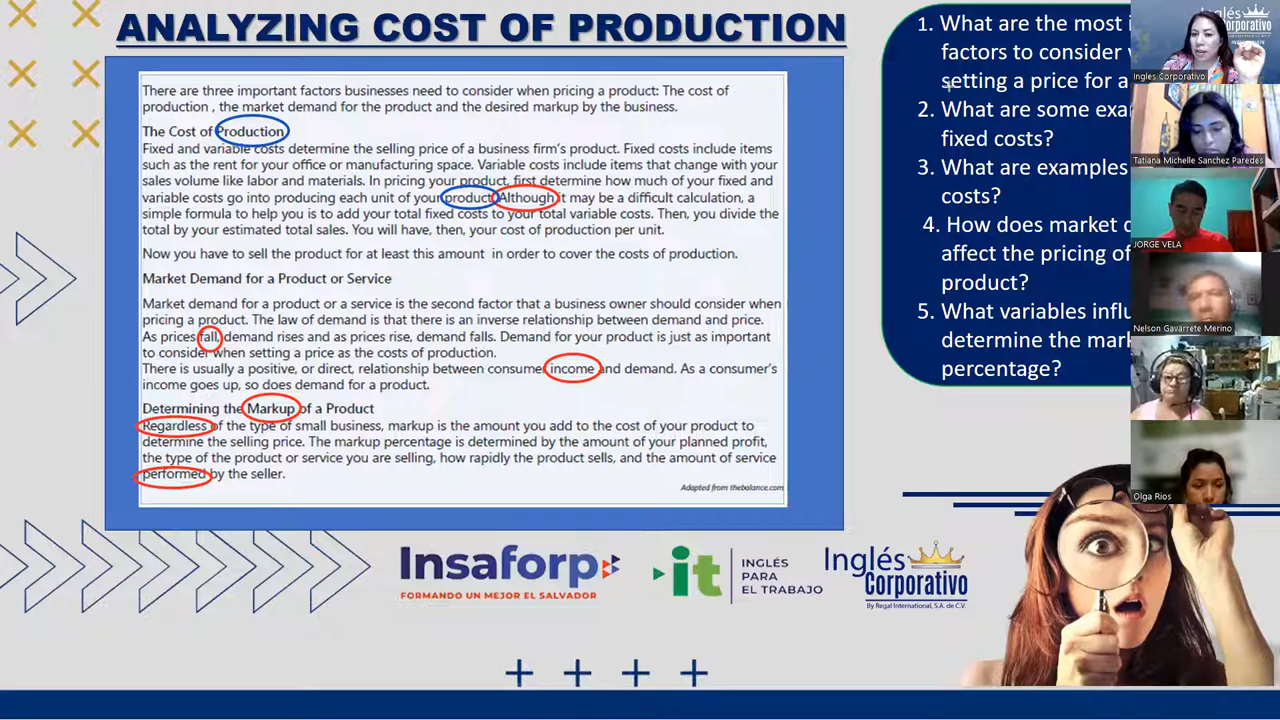 ANALYZING COST OF PRODUCTION
There are three important factors businesses need to consider when pricing a product: The cost of
production , the market demand for the product and the desired markup by the business.
The Cost of Production
Fixed and variable costs determine the selling price of a business firm's product. Fixed costs include items
such as the rent for your office or manufacturing space. Variable costs include items that change with your
sales volume like labor and materials. In pricing your product, first determine how much of your fixed and
variable costs go into producing each unit of your product. Although it may be a difficult calculation, a
simple formula to help you is to add your total fixed costs to your total variable costs. Then, you divide the
total by your estimated total sales. You will have, then, your cost of production per unit.
Now you have to sell the product for at least this amount in order to cover the costs of production.
Market Demand for a Product or Service
Market demand for a product or a service is the second factor that a business owner should consider when
pricing a product. The law of demand is that there is an inverse relationship between demand and price.
As prices fall, demand rises and as prices rise, demand falls. Demand for your product is just as important
to consider when setting a price as the costs of production.
There is usually a positive, or direct, relationship between consumer income and demand. As a consumer's
income goes up, so does demand for a product.
Determining the Markup of a Product
Regardless of the type of small business, markup is the amount you add to the cost of your product to
determine the selling price. The markup percentage is determined by the amount of your planned profit,
the type of the product or service you are selling, how rapidly the product sells, and the amount of service
performed by the seller.
Adapted from thebalance.com
1. What are the most
factors to consider
setting a price for a
2. What are some
fixed costs?
3. What are examples
costs?
4. How does market
affect the pricing of
product?
5. What variables
determine the
percentage?
Inglés
Corporativo
Ingles Corporativo
Tatiana Michelle Sanchez Paredes
JORGE VELA
Nelson Gavarrete Merino
Olga Rios
Insaforp
FORMANDO UN MEJOR EL SALVADOR
it
INGLÉS
PARA
EL TRABAJO
Inglés
Corporativo
By Regal International, S.A. de C.V.